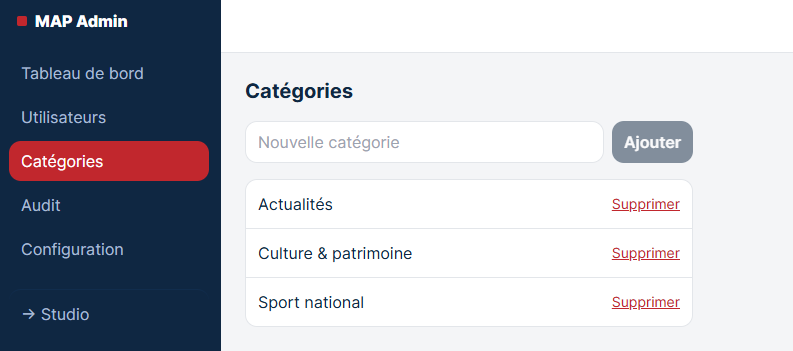 MAP Admin
Tableau de bord
Utilisateurs
Catégories
Audit
Configuration
→ Studio
Catégories
Nouvelle catégorie
Ajouter
Actualités Supprimer
Culture & patrimoine Supprimer
Sport national Supprimer